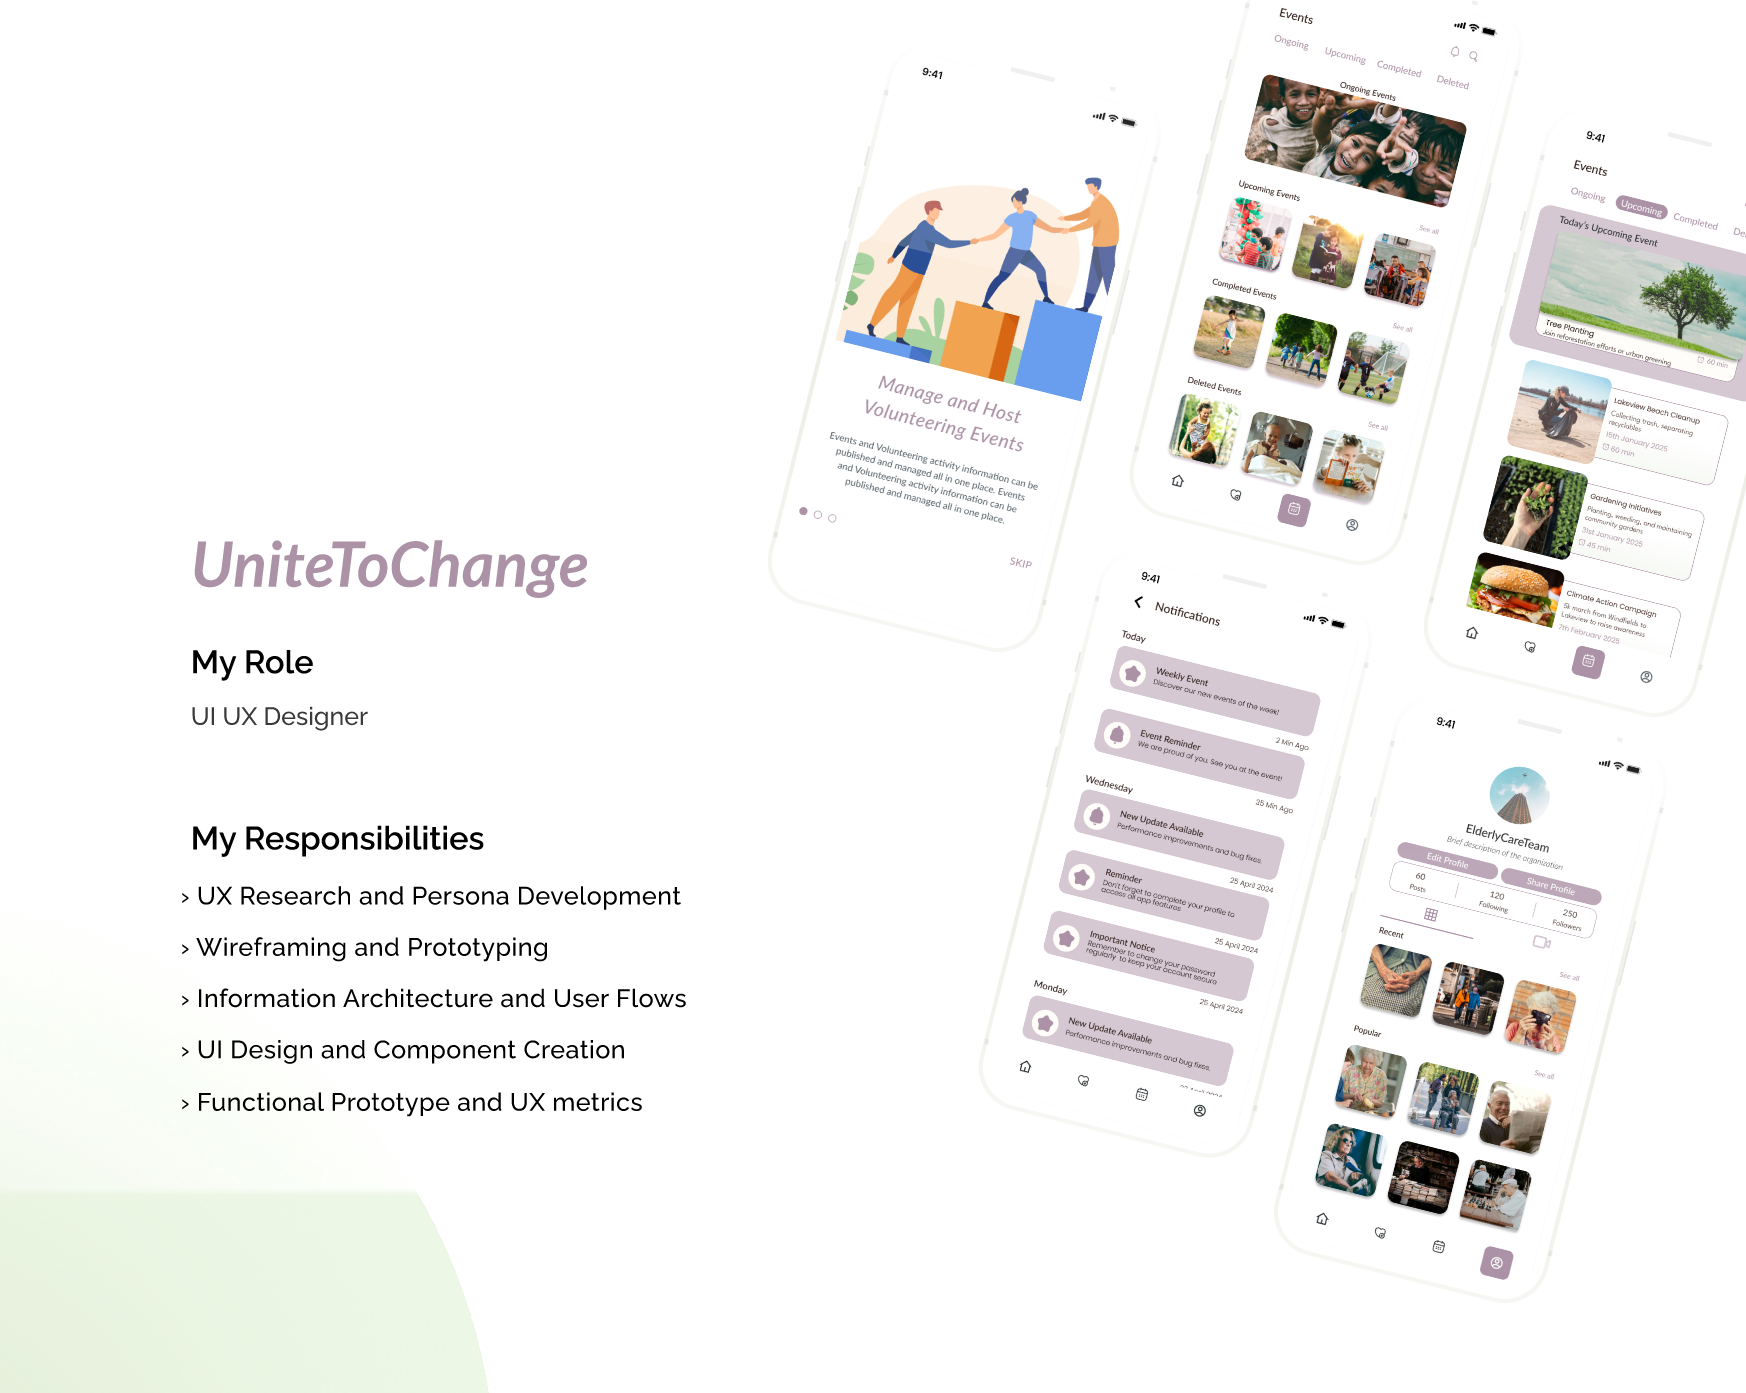 UniteToChange
My Role
UI UX Designer
My Responsibilities
› UX Research and Persona Development
› Wireframing and Prototyping
› Information Architecture and User Flows
› UI Design and Component Creation
› Functional Prototype and UX metrics
9:41
Manage and Host
Volunteering Events
Events and Volunteering activity information can be
published and managed all in one place. Events
and Volunteering activity information can be
published and managed all in one place.
SKIP
Events
Ongoing Upcoming Completed Deleted
Ongoing Events
Upcoming Events
See all
Completed Events
See all
Deleted Events
See all
9:41
Events
Ongoing Upcoming Completed
Today's Upcoming Event
Tree Planting
Join reforestation efforts or urban greening
60 min
Lakeview Beach Cleanup
Collecting trash, separating
recyclables
15th January 2025
60 min
Gardening Initiatives
Planting, weeding, and maintaining
community gardens
31st January 2025
45 min
Climate Action Campaign
5k march from Windfields to
Lakeview to raise awareness
7th February 2025
9:41
Notifications
Today
Weekly Event
Discover our new events of the week!
2 Min Ago
Event Reminder
We are proud of you. See you at the event!
35 Min Ago
Wednesday
New Update Available
Performance improvements and bug fixes.
25 April 2024
Reminder
Don't forget to complete your profile to
access all app features
25 April 2024
Important Notice
Remember to change your password
regularly to keep your account secure
25 April 2024
Monday
New Update Available
Performance improvements and bug fixes.
9:41
ElderlyCareTeam
Brief description of the organization
Edit Profile
Share Profile
60
Posts
120
Following
250
Followers
Recent
See all
Popular
See all